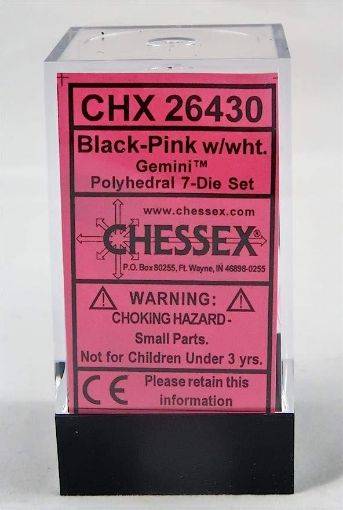 CHX 26430
Black-Pink w/wht.
Gemini™
Polyhedral 7-Die Set
www.chessex.com
CHESSEX®
P.O. Box 80255, Ft. Wayne, IN 46898-0255
WARNING:
CHOKING HAZARD -
Small Parts.
Not for Children Under 3 yrs.
CE Please retain this
information